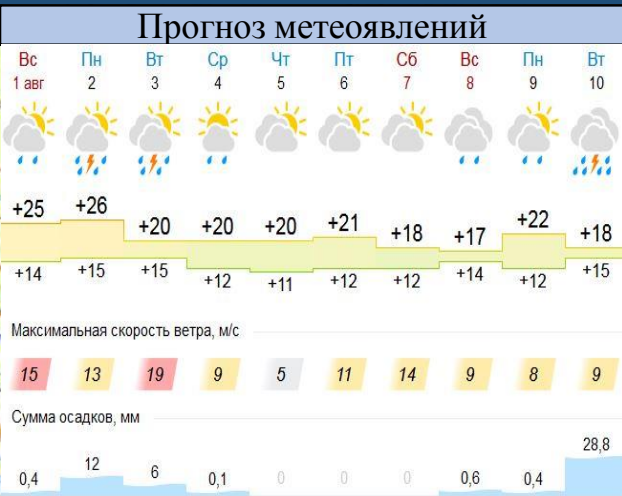 Прогноз метеоявлений
Вс Пн Вт Ср Чт Пт Сб Вс Пн Вт
1 авг 2 3 4 5 6 7 8 9 10
+25 +26 +20 +20 +20 +21 +18 +17 +22 +18
+14 +15 +15 +12 +11 +12 +12 +14 +12 +15
Максимальная скорость ветра, м/с
15 13 19 9 5 11 14 9 8 9
Сумма осадков, мм
0,4 12 6 0,1 0 0 0 0,6 0,4 28,8